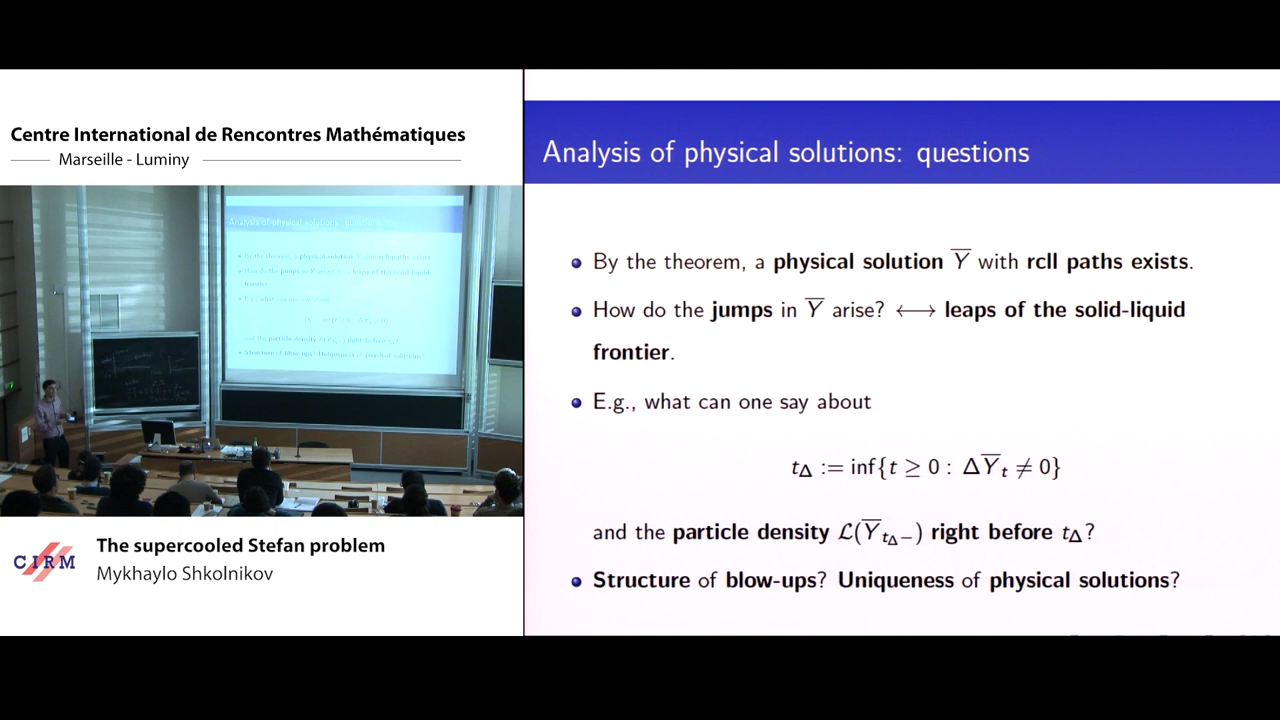 Centre International de Rencontres Mathématiques
Marseille - Luminy
Analysis of physical solutions: questions
By the theorem, a physical solution Y̅ with rcll paths exists.
How do the jumps in Y̅ arise? ⟷ leaps of the solid-liquid
frontier.
E.g., what can one say about
t_Δ := inf{t ≥ 0 : ΔY̅_t ≠ 0}
and the particle density ℒ(Y̅_{t_Δ−}) right before t_Δ?
Structure of blow-ups? Uniqueness of physical solutions?
CIRM
The supercooled Stefan problem
Mykhaylo Shkolnikov